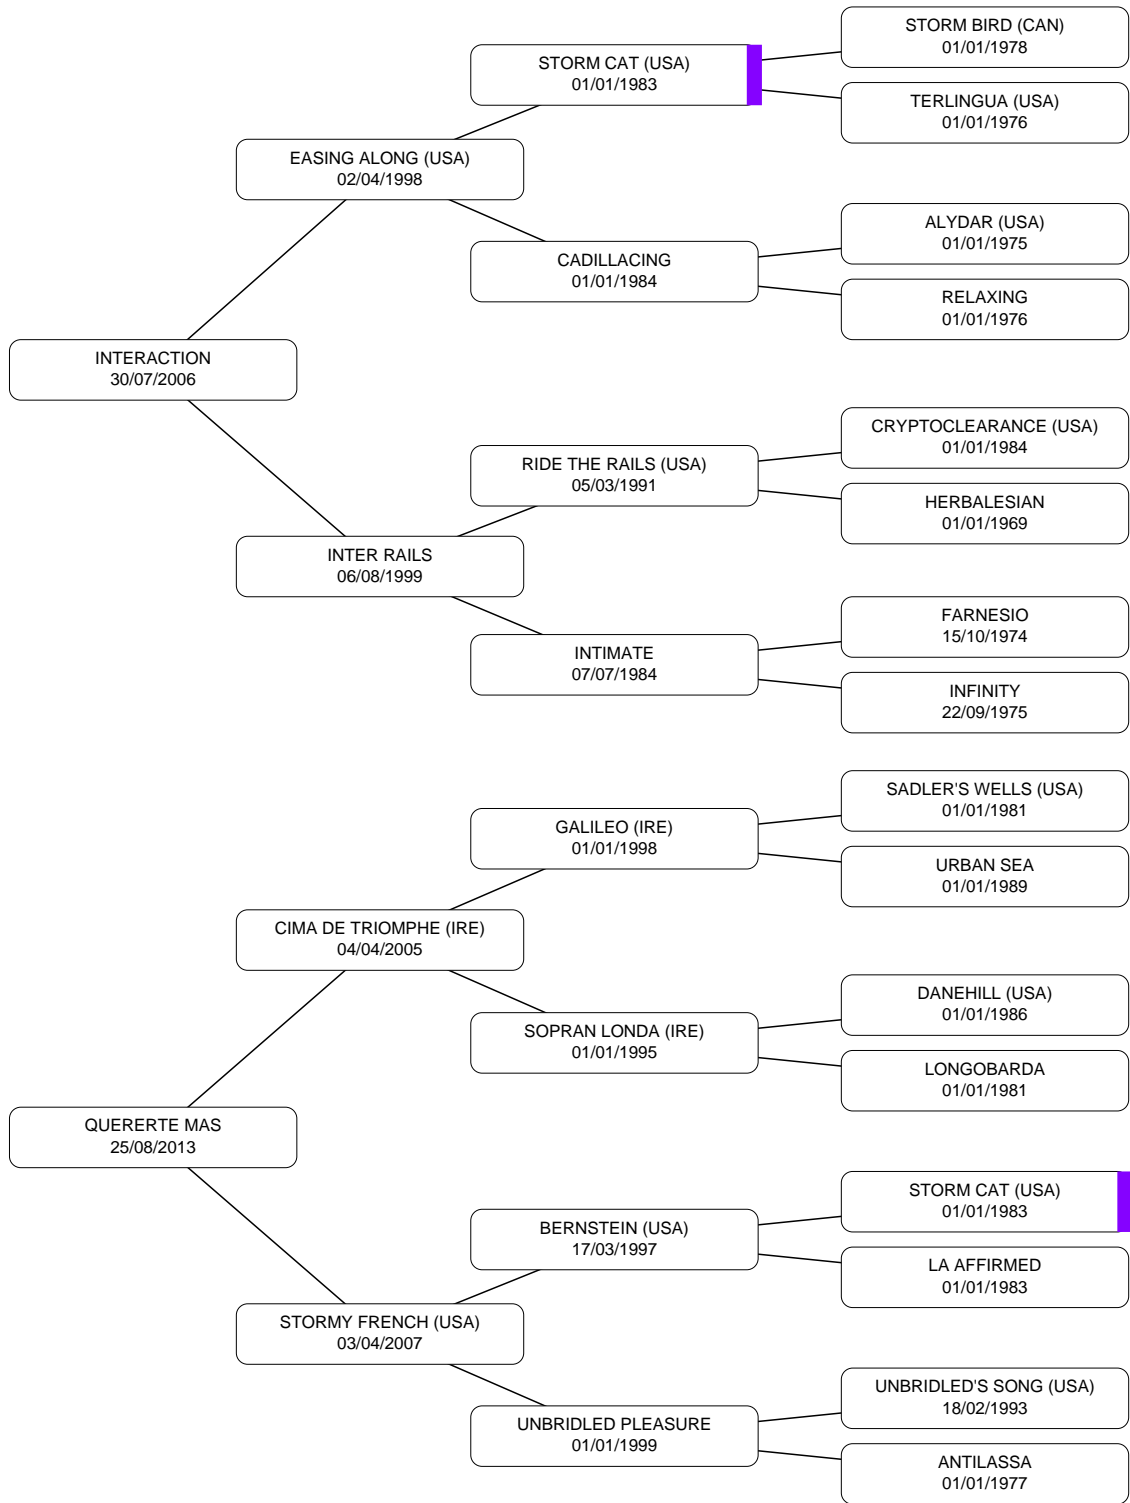 STORM BIRD (CAN)
01/01/1978
STORM CAT (USA)
01/01/1983
TERLINGUA (USA)
01/01/1976
EASING ALONG (USA)
02/04/1998
ALYDAR (USA)
01/01/1975
CADILLACING
01/01/1984
RELAXING
01/01/1976
INTERACTION
30/07/2006
CRYPTOCLEARANCE (USA)
01/01/1984
RIDE THE RAILS (USA)
05/03/1991
HERBALESIAN
01/01/1969
INTER RAILS
06/08/1999
FARNESIO
15/10/1974
INTIMATE
07/07/1984
INFINITY
22/09/1975
SADLER'S WELLS (USA)
01/01/1981
GALILEO (IRE)
01/01/1998
URBAN SEA
01/01/1989
CIMA DE TRIOMPHE (IRE)
04/04/2005
DANEHILL (USA)
01/01/1986
SOPRAN LONDA (IRE)
01/01/1995
LONGOBARDA
01/01/1981
QUERERTE MAS
25/08/2013
STORM CAT (USA)
01/01/1983
BERNSTEIN (USA)
17/03/1997
LA AFFIRMED
01/01/1983
STORMY FRENCH (USA)
03/04/2007
UNBRIDLED'S SONG (USA)
18/02/1993
UNBRIDLED PLEASURE
01/01/1999
ANTILASSA
01/01/1977